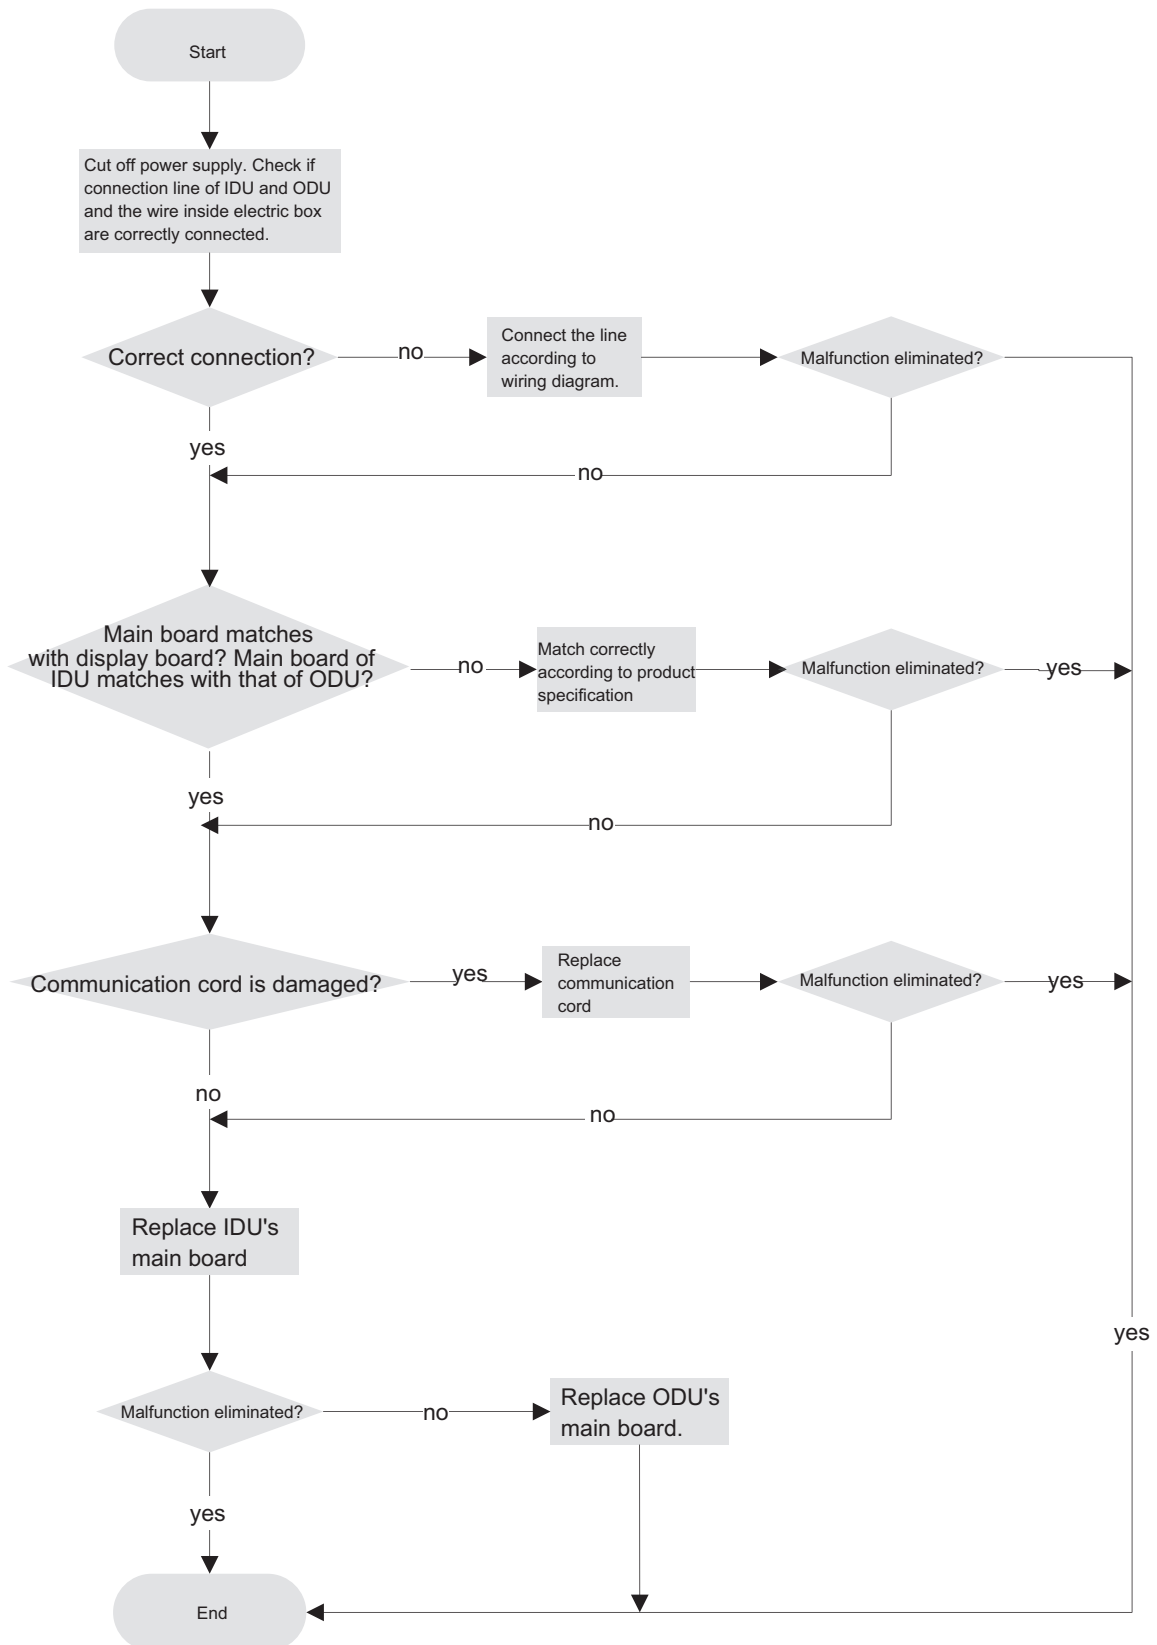 Start
Cut off power supply. Check if
connection line of IDU and ODU
and the wire inside electric box
are correctly connected.
Correct connection?
no
Connect the line
according to
wiring diagram.
Malfunction eliminated?
yes
no
Main board matches
with display board? Main board of
IDU matches with that of ODU?
no
Match correctly
according to product
specification
Malfunction eliminated?
yes
yes
no
Communication cord is damaged?
yes
Replace
communication
cord
Malfunction eliminated?
yes
no
no
Replace IDU's
main board
yes
Malfunction eliminated?
no
Replace ODU's
main board.
yes
End